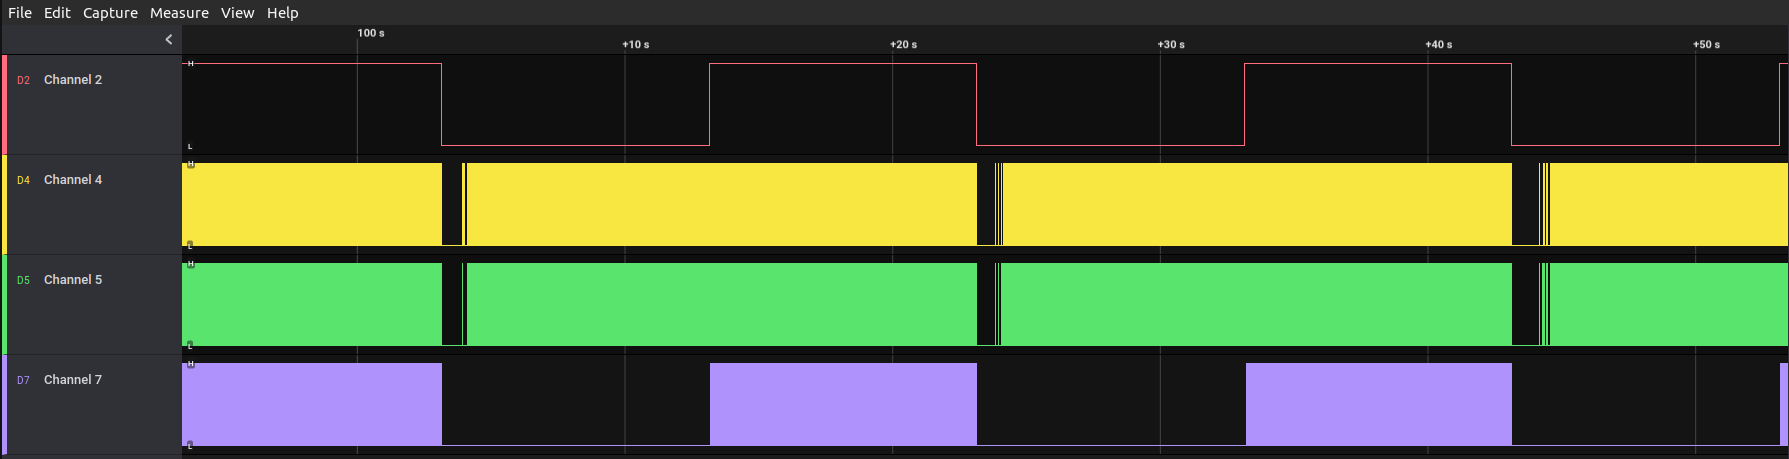 File Edit Capture Measure View Help
100 s
+10 s +20 s +30 s +40 s +50 s
D2 Channel 2
H
L
D4 Channel 4
H
L
D5 Channel 5
H
L
D7 Channel 7
H
L